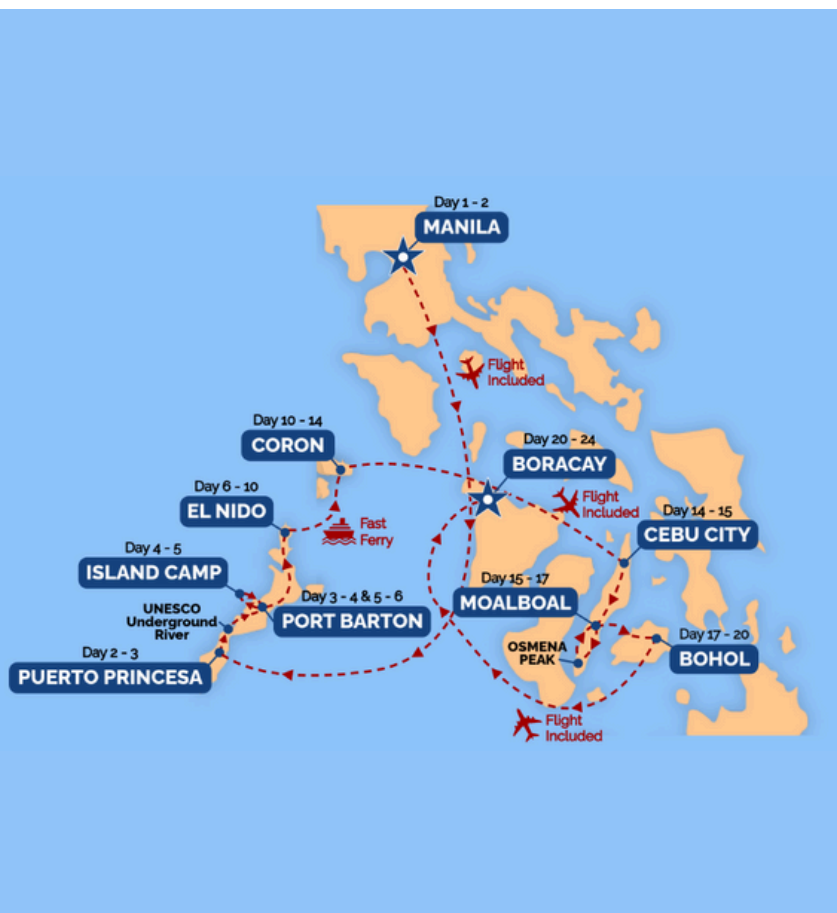 Day 1 - 2
MANILA
Flight
Included
Day 10 - 14
CORON
Day 20 - 24
BORACAY
Day 6 - 10
EL NIDO
Flight
Included
Fast
Ferry
Day 14 - 15
CEBU CITY
Day 4 - 5
ISLAND CAMP
Day 15 - 17
MOALBOAL
UNESCO
Underground
River
Day 3 - 4 & 5 - 6
PORT BARTON
OSMENA
PEAK
Day 17 - 20
BOHOL
Day 2 - 3
PUERTO PRINCESA
Flight
Included